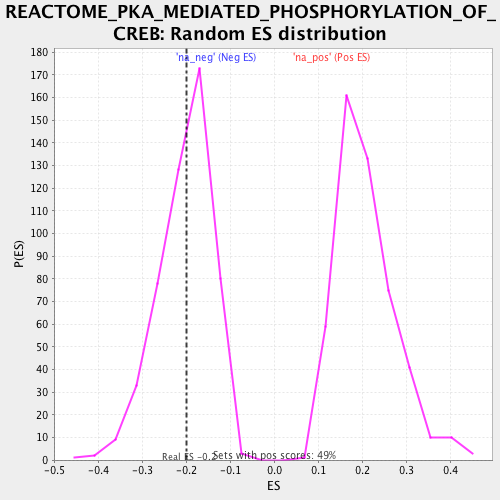 REACTOME_PKA_MEDIATED_PHOSPHORYLATION_OF_
CREB: Random ES distribution
'na_neg' (Neg ES) 'na_pos' (Pos ES)
P(ES)
180
170
160
150
140
130
120
110
100
90
80
70
60
50
40
30
20
10
0
Real ES -0.2 Sets with pos scores: 49%
-0.5 -0.4 -0.3 -0.2 -0.1 0.0 0.1 0.2 0.3 0.4
ES